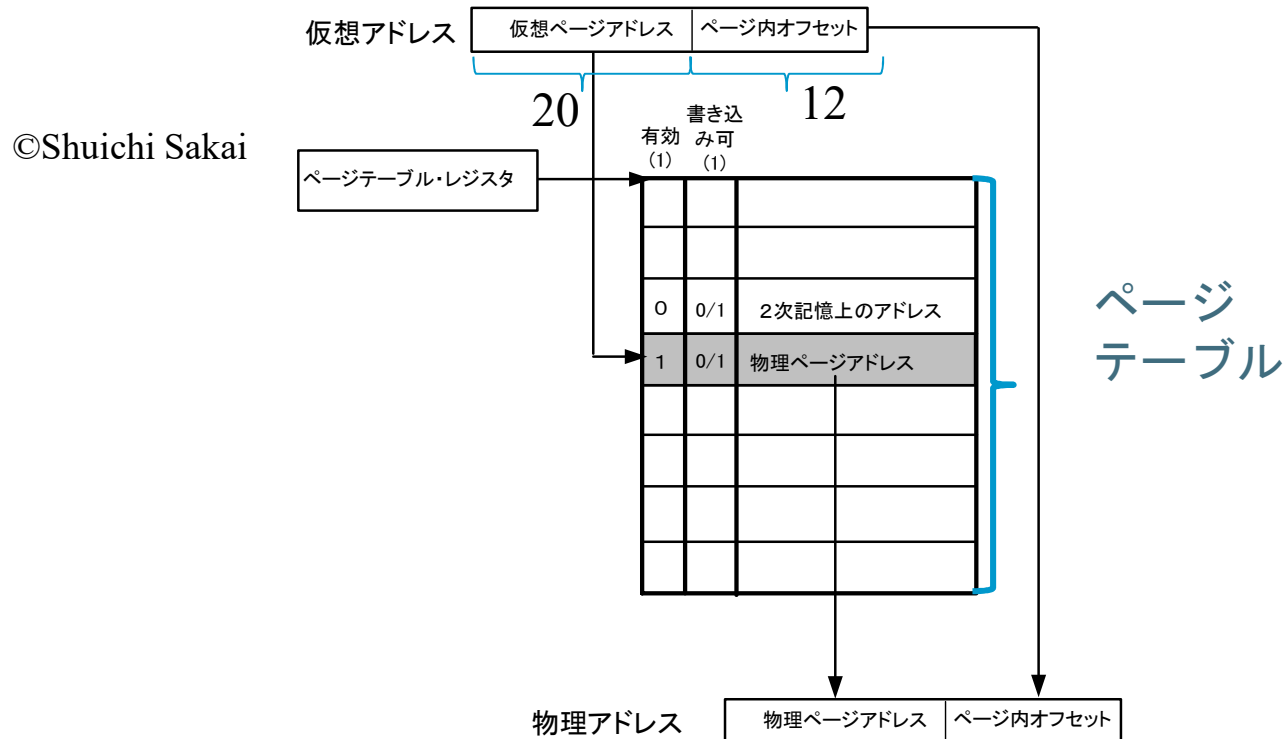 仮想アドレス
仮想ページアドレス
ページ内オフセット
20
12
©Shuichi Sakai
有効
(1)
書き込
み可
(1)
ページテーブル・レジスタ
0
0/1
２次記憶上のアドレス
1
0/1
物理ページアドレス
ページ
テーブル
物理アドレス
物理ページアドレス
ページ内オフセット